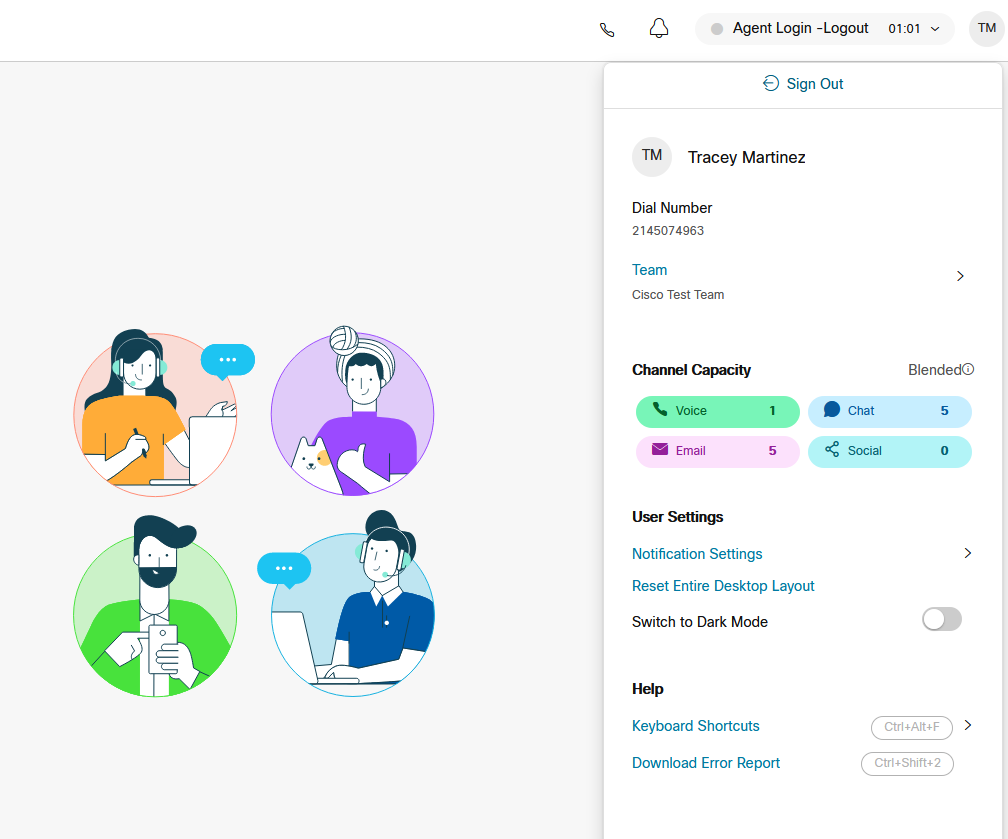 Agent Login -Logout 01:01 TM
Sign Out
TM Tracey Martinez
Dial Number
2145074963
Team
Cisco Test Team
Channel Capacity Blended
Voice 1 Chat 5
Email 5 Social 0
User Settings
Notification Settings
Reset Entire Desktop Layout
Switch to Dark Mode
Help
Keyboard Shortcuts Ctrl+Alt+F
Download Error Report Ctrl+Shift+2